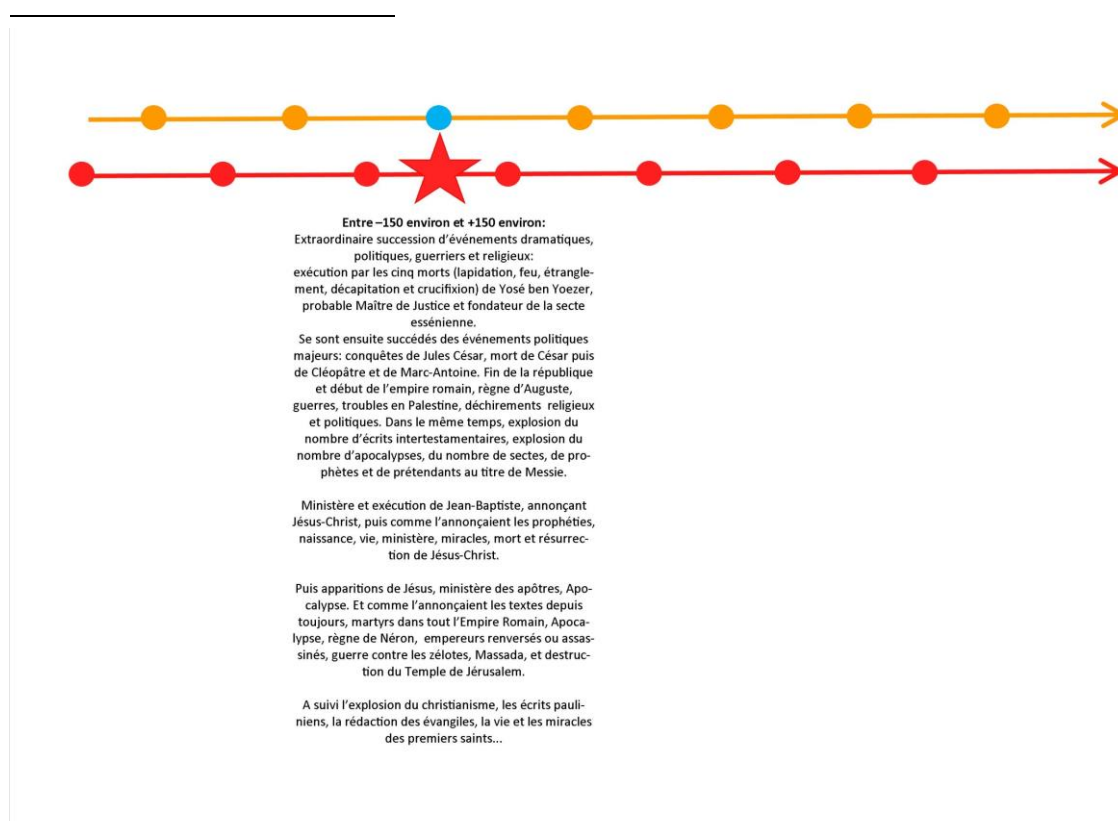 Entre –150 environ et +150 environ:
Extraordinaire succession d’événements dramatiques,
politiques, guerriers et religieux:
exécution par les cinq morts (lapidation, feu, étrangle-
ment, décapitation et crucifixion) de Yosé ben Yoezer,
probable Maître de Justice et fondateur de la secte
essénienne.
Se sont ensuite succédés des événements politiques
majeurs: conquêtes de Jules César, mort de César puis
de Cléopâtre et de Marc-Antoine. Fin de la république
et début de l’empire romain, règne d’Auguste,
guerres, troubles en Palestine, déchirements  religieux
et politiques. Dans le même temps, explosion du
nombre d’écrits intertestamentaires, explosion du
nombre d’apocalypses, du nombre de sectes, de pro-
phètes et de prétendants au titre de Messie.
Ministère et exécution de Jean-Baptiste, annonçant
Jésus-Christ, puis comme l’annonçaient les prophéties,
naissance, vie, ministère, miracles, mort et résurrec-
tion de Jésus-Christ.
Puis apparitions de Jésus, ministère des apôtres, Apo-
calypse. Et comme l’annonçaient les textes depuis
toujours, martyrs dans tout l’Empire Romain, Apoca-
lypse, règne de Néron,  empereurs renversés ou assas-
sinés, guerre contre les zélotes, Massada, et destruc-
tion du Temple de Jérusalem.
A suivi l’explosion du christianisme, les écrits pauli-
niens, la rédaction des évangiles, la vie et les miracles
des premiers saints...